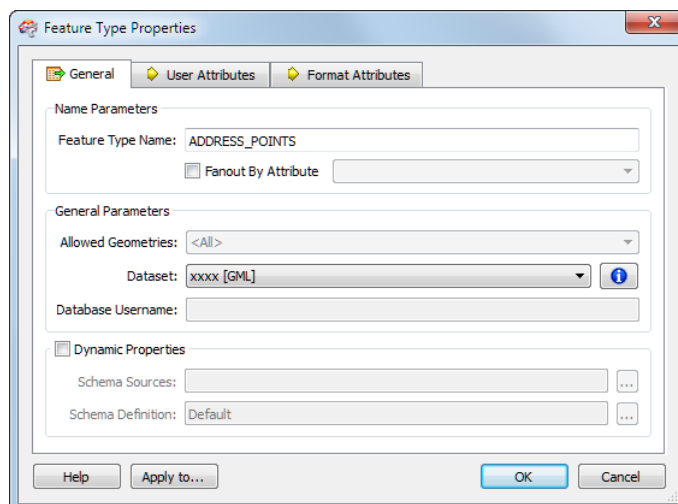 Feature Type Properties
General User Attributes Format Attributes
Name Parameters
Feature Type Name: ADDRESS_POINTS
Fanout By Attribute
General Parameters
Allowed Geometries: <All>
Dataset: xxxx [GML]
Database Username:
Dynamic Properties
Schema Sources: ...
Schema Definition: Default ...
Help Apply to... OK Cancel